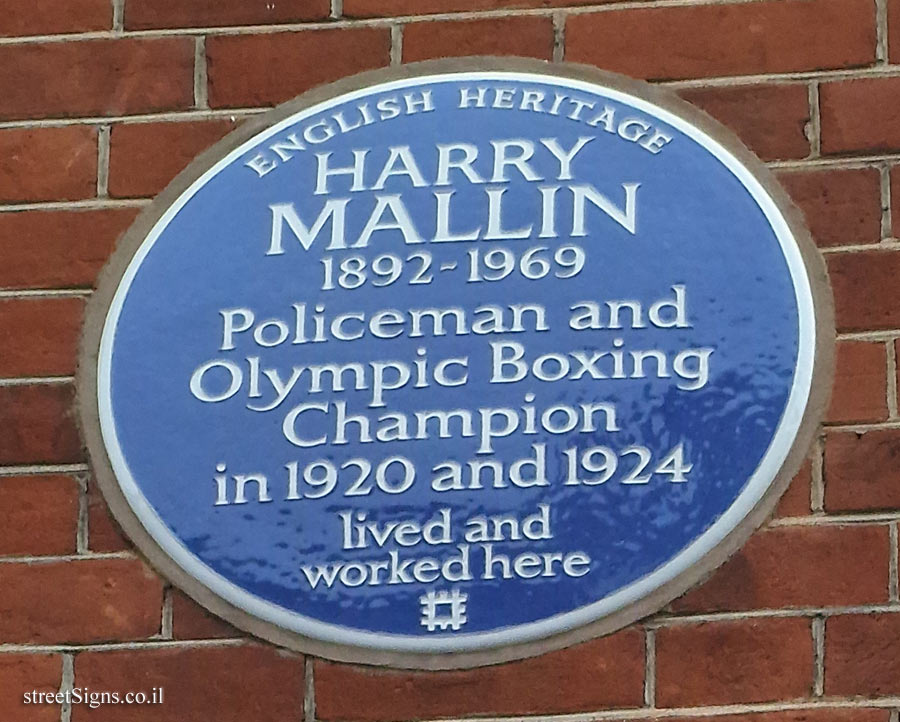 ENGLISH HERITAGE
HARRY
MALLIN
1892-1969
Policeman and
Olympic Boxing
Champion
in 1920 and 1924
lived and
worked here
streetSigns.co.il